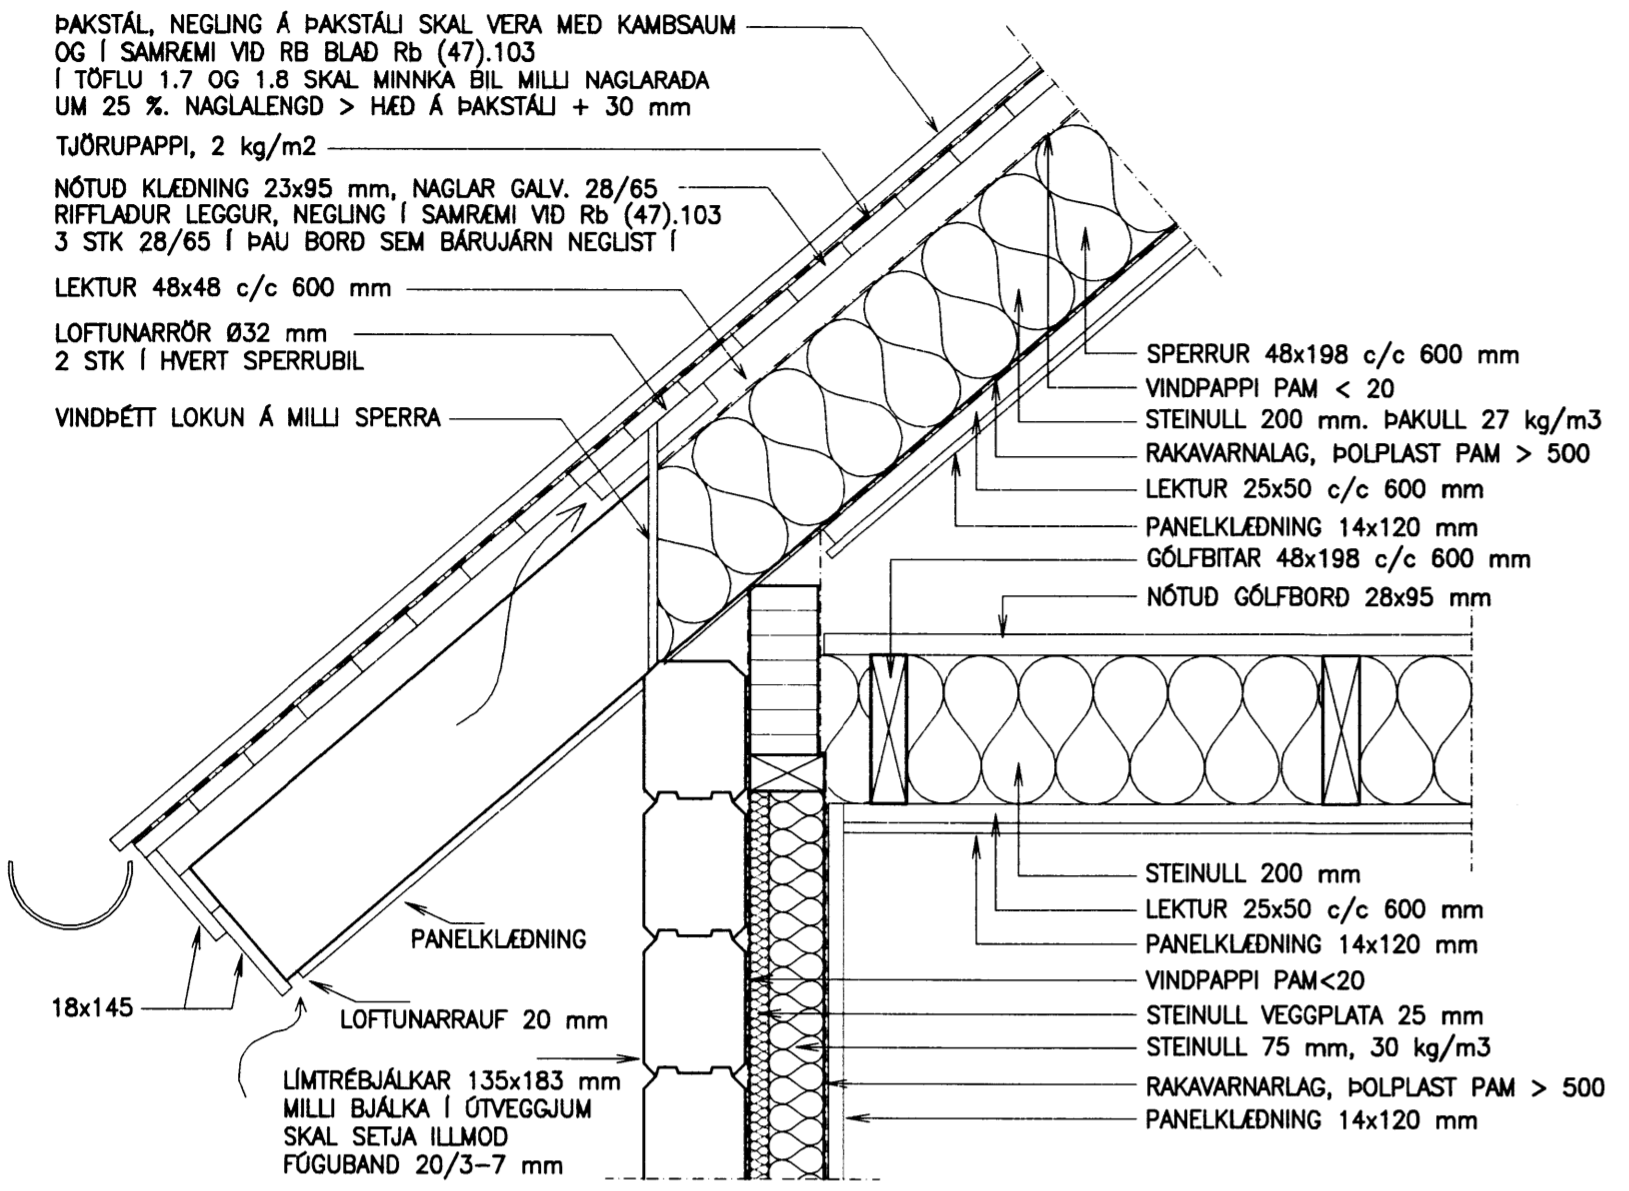 ÞAKSTÁL, NEGLING Á ÞAKSTÁLI SKAL VERA MEÐ KAMBSAUM
OG Í SAMRÆMI VIÐ RB BLAÐ Rb (47).103
Í TÖFLU 1.7 OG 1.8 SKAL MINNKA BIL MILLI NAGLARAÐA
UM 25 %. NAGLALENGD > HÆÐ Á ÞAKSTÁLI + 30 mm
TJÖRUPAPPI, 2 kg/m2
NÓTUÐ KLÆÐNING 23x95 mm, NAGLAR GALV. 28/65
RIFFLAÐUR LEGGUR, NEGLING Í SAMRÆMI VIÐ Rb (47).103
3 STK 28/65 Í ÞAU BORÐ SEM BÁRUJÁRN NEGLIST Í
LEKTUR 48x48 c/c 600 mm
LOFTUNARRÖR Ø32 mm
2 STK Í HVERT SPERRUBIL
VINDÞÉTT LOKUN Á MILLI SPERRA
SPERRUR 48x198 c/c 600 mm
VINDPAPPI PAM < 20
STEINULL 200 mm. ÞAKULL 27 kg/m3
RAKAVARNALAG, ÞOLPLAST PAM > 500
LEKTUR 25x50 c/c 600 mm
PANELKLÆÐNING 14x120 mm
GÓLFBITAR 48x198 c/c 600 mm
NÓTUÐ GÓLFBORÐ 28x95 mm
STEINULL 200 mm
LEKTUR 25x50 c/c 600 mm
PANELKLÆÐNING 14x120 mm
VINDPAPPI PAM<20
STEINULL VEGGPLATA 25 mm
STEINULL 75 mm, 30 kg/m3
RAKAVARNARLAG, ÞOLPLAST PAM > 500
PANELKLÆÐNING 14x120 mm
PANELKLÆÐNING
18x145
LOFTUNARRAUF 20 mm
LÍMTRÉBJÁLKAR 135x183 mm
MILLI BJÁLKA Í ÚTVEGGJUM
SKAL SETJA ILLMOD
FÚGUBAND 20/3-7 mm